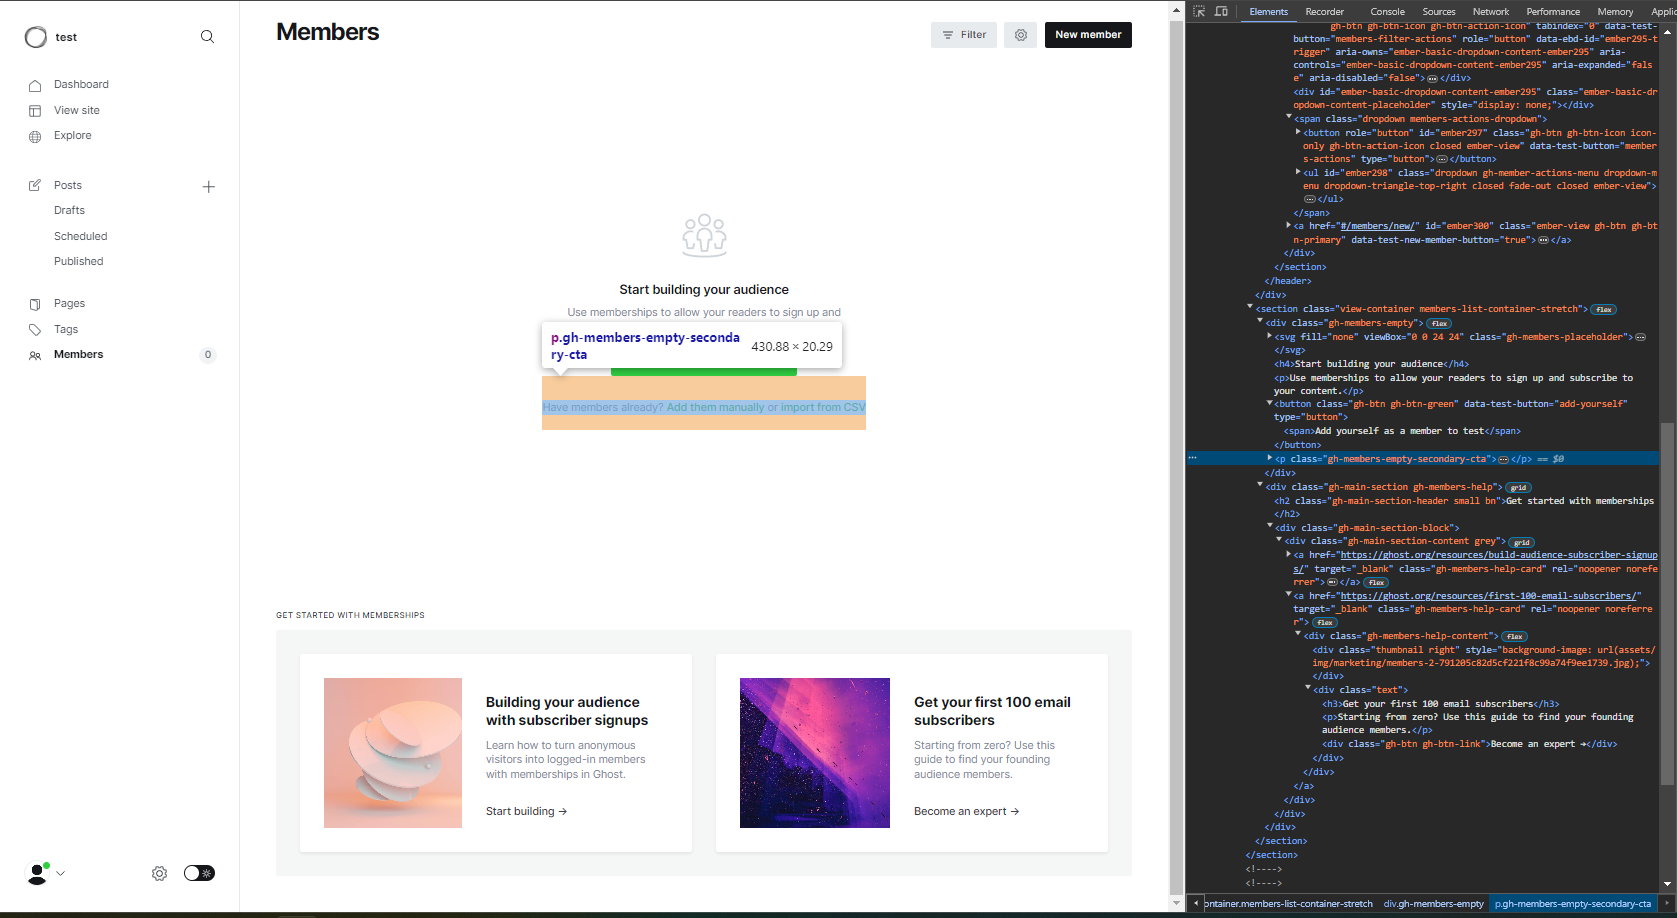 test
Dashboard
View site
Explore
Posts
Drafts
Scheduled
Published
Pages
Tags
Members
0
Members
Filter
New member
Start building your audience
Use memberships to allow your readers to sign up and
p.gh-members-empty-seconda
ry-cta
430.88 × 20.29
Have members already? Add them manually or import from CSV
GET STARTED WITH MEMBERSHIPS
Building your audience
with subscriber signups
Learn how to turn anonymous
visitors into logged-in members
with memberships in Ghost.
Start building →
Get your first 100 email
subscribers
Starting from zero? Use this
guide to find your founding
audience members.
Become an expert →
Elements Recorder Console Sources Network Performance Memory Applic
gh-btn gh-btn-icon gh-btn-action-icon" tabindex="0" data-test-
button="members-filter-actions" role="button" data-ebd-id="ember295-t
rigger" aria-owns="ember-basic-dropdown-content-ember295" aria-
controls="ember-basic-dropdown-content-ember295" aria-expanded="fals
e" aria-disabled="false">…</div>
<div id="ember-basic-dropdown-content-ember295" class="ember-basic-dr
opdown-content-placeholder" style="display: none;"></div>
<span class="dropdown members-actions-dropdown">
<button role="button" id="ember297" class="gh-btn gh-btn-icon icon-
only gh-btn-action-icon closed ember-view" data-test-button="member
s-actions" type="button">…</button>
<ul id="ember298" class="dropdown gh-member-actions-menu dropdown-m
enu dropdown-triangle-top-right closed fade-out closed ember-view">
…</ul>
</span>
<a href="#/members/new/" id="ember300" class="ember-view gh-btn gh-bt
n-primary" data-test-new-member-button="true">…</a>
</div>
</section>
</header>
</div>
<section class="view-container members-list-container-stretch"> flex
<div class="gh-members-empty"> flex
<svg fill="none" viewBox="0 0 24 24" class="gh-members-placeholder">…
</svg>
<h4>Start building your audience</h4>
<p>Use memberships to allow your readers to sign up and subscribe to
your content.</p>
<button class="gh-btn gh-btn-green" data-test-button="add-yourself"
type="button">
<span>Add yourself as a member to test</span>
</button>
… <p class="gh-members-empty-secondary-cta">…</p> == $0
</div>
<div class="gh-main-section gh-members-help"> grid
<h2 class="gh-main-section-header small bn">Get started with memberships
</h2>
<div class="gh-main-section-block">
<div class="gh-main-section-content grey"> grid
<a href="https://ghost.org/resources/build-audience-subscriber-signup
s/" target="_blank" class="gh-members-help-card" rel="noopener norefe
rrer">…</a> flex
<a href="https://ghost.org/resources/first-100-email-subscribers/"
target="_blank" class="gh-members-help-card" rel="noopener noreferre
r"> flex
<div class="gh-members-help-content"> flex
<div class="thumbnail right" style="background-image: url(assets/
img/marketing/members-2-791205c82d5cf221f8c99a74f9ee1739.jpg);">
</div>
<div class="text">
<h3>Get your first 100 email subscribers</h3>
<p>Starting from zero? Use this guide to find your founding
audience members.</p>
<div class="gh-btn gh-btn-link">Become an expert →</div>
</div>
</div>
</a>
</div>
</div>
</div>
</section>
</section>
<!---->
<!---->
ontainer.members-list-container-stretch div.gh-members-empty p.gh-members-empty-secondary-cta